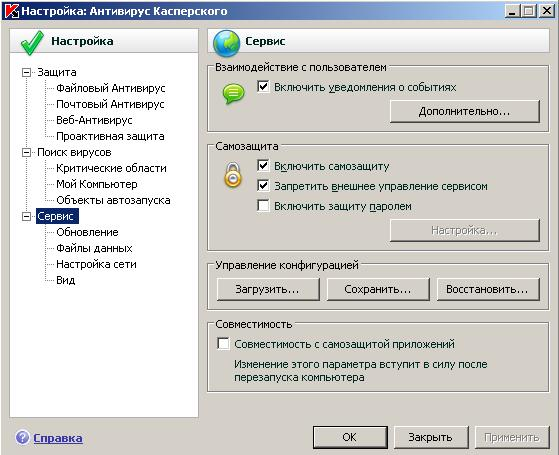 Настройка: Антивирус Касперского
Настройка
Защита
Файловый Антивирус
Почтовый Антивирус
Веб-Антивирус
Проактивная защита
Поиск вирусов
Критические области
Мой Компьютер
Объекты автозапуска
Сервис
Обновление
Файлы данных
Настройка сети
Вид
Сервис
Взаимодействие с пользователем
Включить уведомления о событиях
Дополнительно...
Самозащита
Включить самозащиту
Запретить внешнее управление сервисом
Включить защиту паролем
Настройка...
Управление конфигурацией
Загрузить... Сохранить... Восстановить...
Совместимость
Совместимость с самозащитой приложений
Изменение этого параметра вступит в силу после
перезапуска компьютера
Справка
OK Закрыть Применить